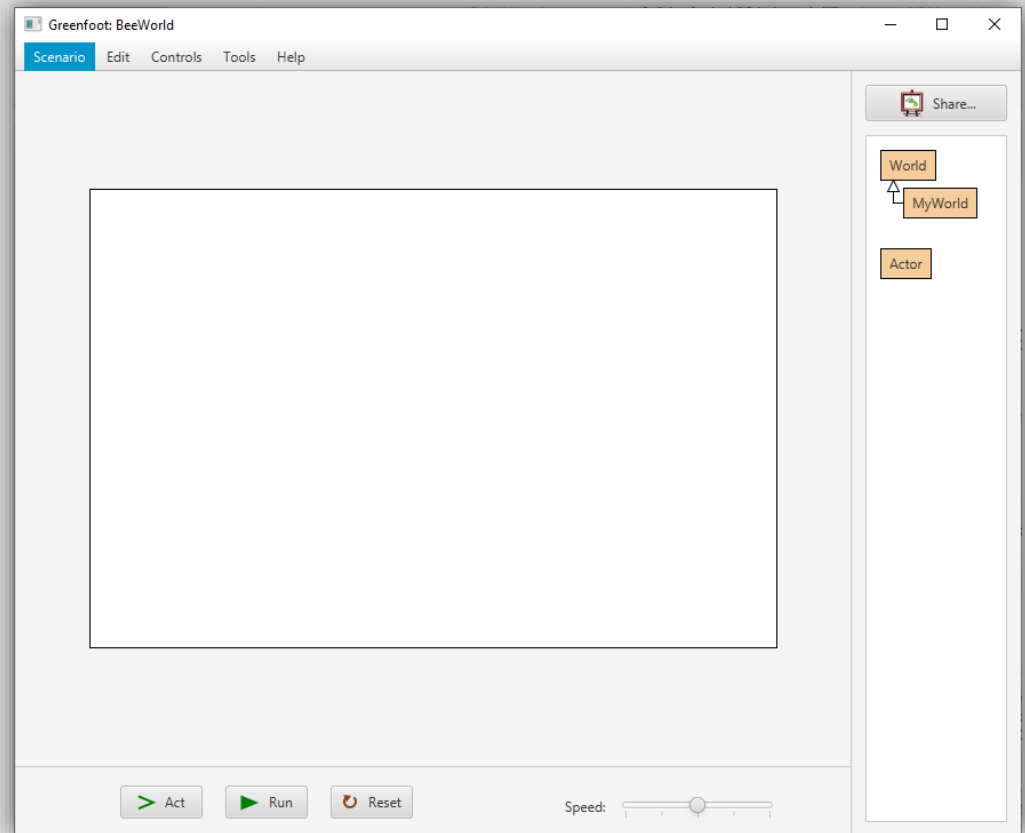 Greenfoot: BeeWorld
Scenario Edit Controls Tools Help
Share...
World
MyWorld
Actor
Act Run Reset Speed: